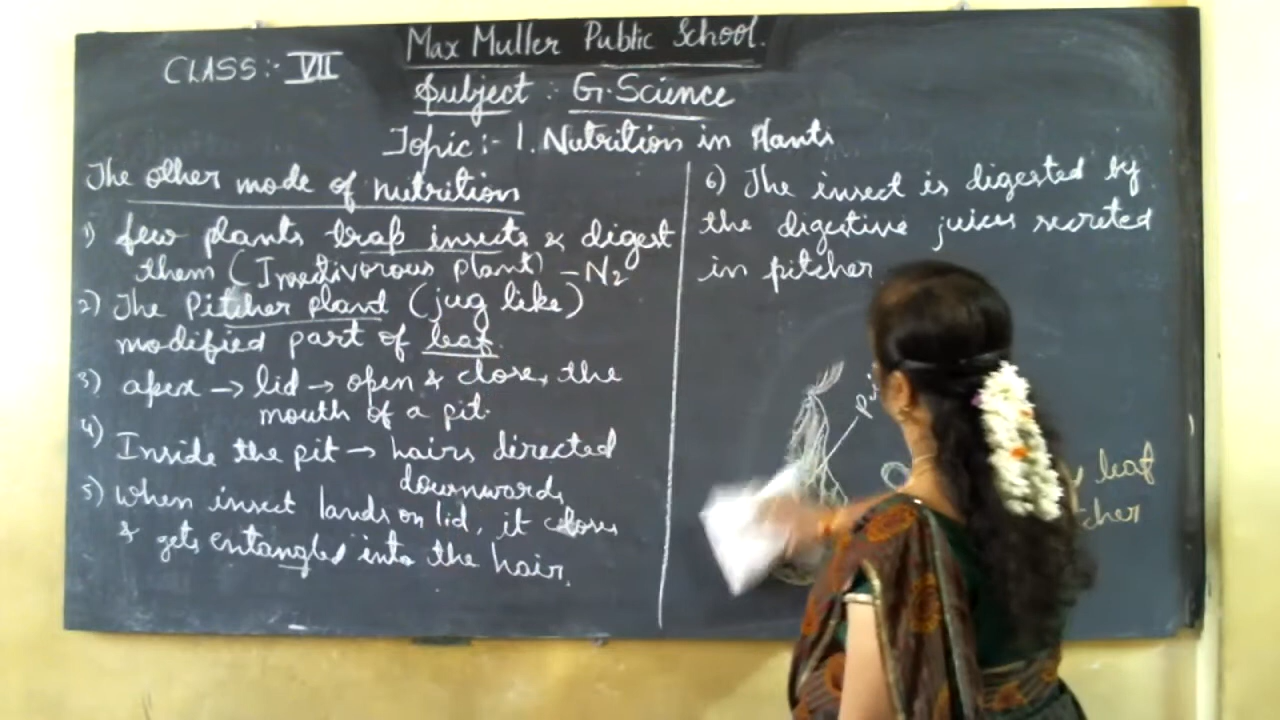 Max Muller Public School.
CLASS:- VII
Subject : G.Science
Topic:- 1. Nutrition in Plants
The other mode of nutrition
1) few plants trap insects & digest
them (Insectivorous plant) - N2
2) The Pitcher plant (jug like)
modified part of leaf.
3) apex → lid → open & close, the
mouth of a pit.
4) Inside the pit → hairs directed
downwards
5) when insect lands on lid, it closes
& gets entangled into the hair.
6) The insect is digested by
the digestive juices secreted
in pitcher
leaf